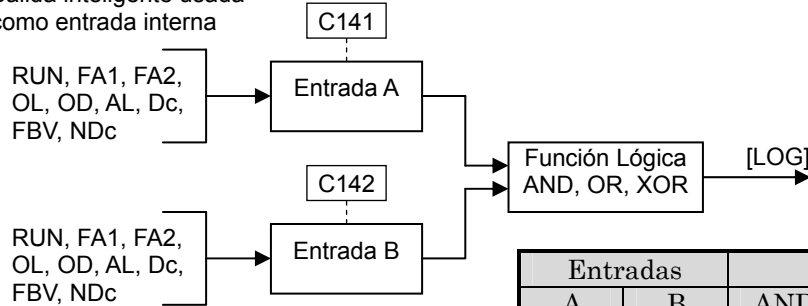 como entrada interna
C141
RUN, FA1, FA2,
OL, OD, AL, Dc,
FBV, NDc
Entrada A
Función Lógica
AND, OR, XOR
[LOG]
C142
RUN, FA1, FA2,
OL, OD, AL, Dc,
FBV, NDc
Entrada B
Entradas
A B AND